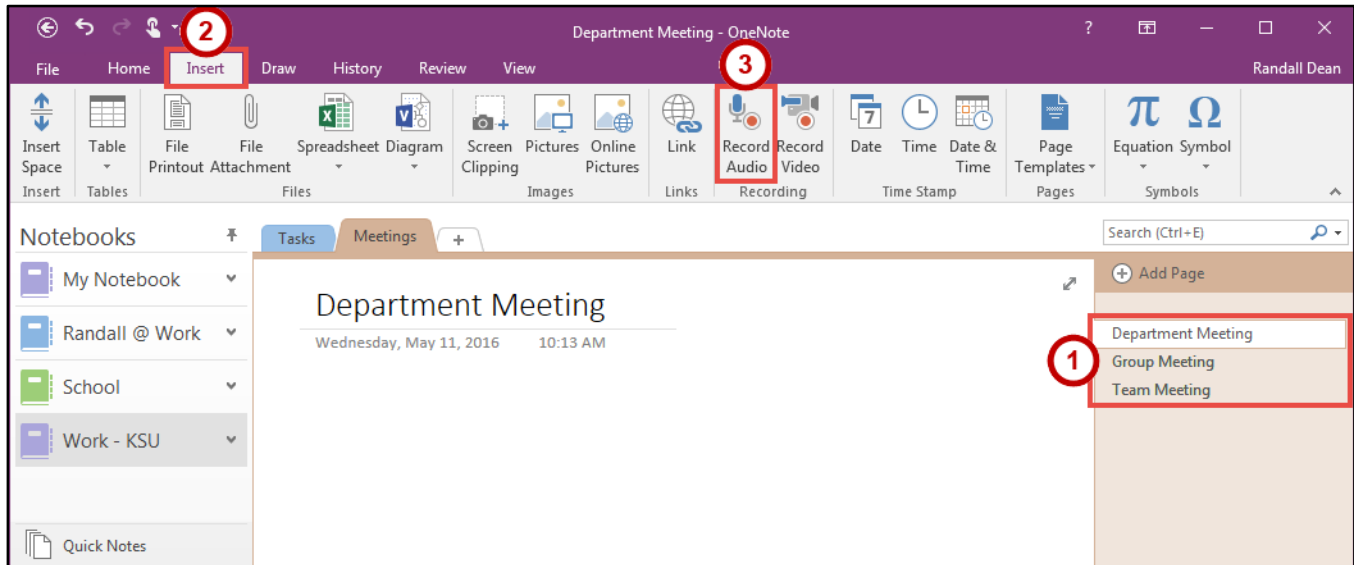 2
Department Meeting - OneNote
?
File Home Insert Draw History Review View
3
Randall Dean
7 L
π Ω
Insert Table File File Spreadsheet Diagram Screen Pictures Online Link Record Record Date Time Date & Page Equation Symbol
Space Printout Attachment Clipping Pictures Audio Video Time Templates
Insert Tables Files Images Links Recording Time Stamp Pages Symbols
Notebooks
Tasks Meetings +
Search (Ctrl+E)
My Notebook
Add Page
Department Meeting
Randall @ Work
Wednesday, May 11, 2016 10:13 AM
Department Meeting
1
Group Meeting
School
Team Meeting
Work - KSU
Quick Notes